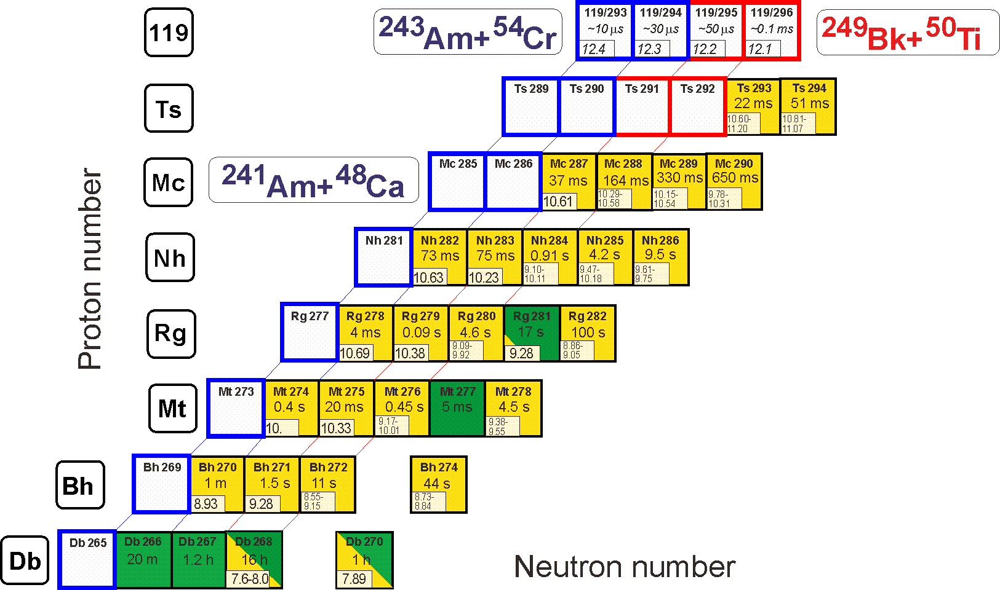 119
243Am+54Cr
119/293
~10 µs
12.4
119/294
~30 µs
12.3
119/295
~50 µs
12.2
119/296
~0.1 ms
12.1
249Bk+50Ti
Ts
Ts 289
Ts 290
Ts 291
Ts 292
Ts 293
22 ms
10.60-
11.20
Ts 294
51 ms
10.81-
11.07
Mc
241Am+48Ca
Mc 285
Mc 286
Mc 287
37 ms
10.61
Mc 288
164 ms
10.29-
10.58
Mc 289
330 ms
10.15-
10.54
Mc 290
650 ms
9.78-
10.31
Proton number
Nh
Nh 281
Nh 282
73 ms
10.63
Nh 283
75 ms
10.23
Nh 284
0.91 s
9.10-
10.11
Nh 285
4.2 s
9.47-
10.18
Nh 286
9.5 s
9.61-
9.75
Rg
Rg 277
Rg 278
4 ms
10.69
Rg 279
0.09 s
10.38
Rg 280
4.6 s
9.09-
9.92
Rg 281
17 s
9.28
Rg 282
100 s
8.86-
9.05
Mt
Mt 273
Mt 274
0.4 s
10.
Mt 275
20 ms
10.33
Mt 276
0.45 s
9.17-
10.01
Mt 277
5 ms
Mt 278
4.5 s
9.38-
9.55
Bh
Bh 269
Bh 270
1 m
8.93
Bh 271
1.5 s
9.28
Bh 272
11 s
8.55-
9.15
Bh 274
44 s
8.73-
8.84
Db
Db 265
Db 266
20 m
Db 267
1.2 h
Db 268
16 h
7.6-8.0
Db 270
1 h
7.89
Neutron number